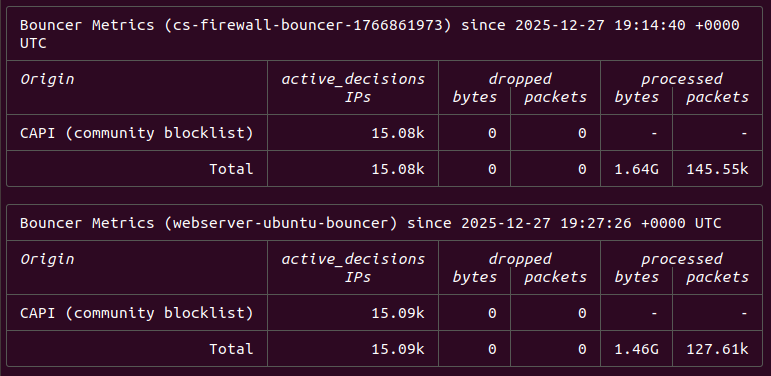 Bouncer Metrics (cs-firewall-bouncer-1766861973) since 2025-12-27 19:14:40 +0000
UTC
Origin active_decisions dropped processed
IPs bytes packets bytes packets
CAPI (community blocklist) 15.08k 0 0 - -
Total 15.08k 0 0 1.64G 145.55k
Bouncer Metrics (webserver-ubuntu-bouncer) since 2025-12-27 19:27:26 +0000 UTC
Origin active_decisions dropped processed
IPs bytes packets bytes packets
CAPI (community blocklist) 15.09k 0 0 - -
Total 15.09k 0 0 1.46G 127.61k